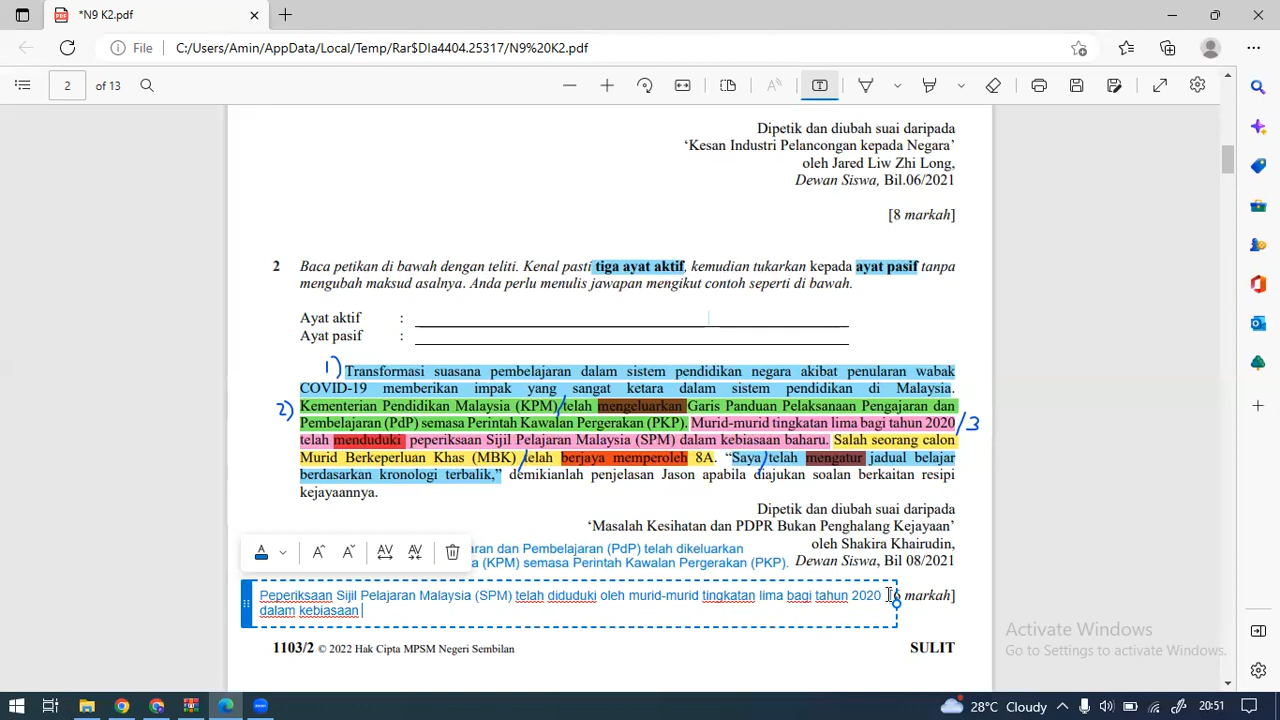 *N9 K2.pdf
File C:/Users/Amin/AppData/Local/Temp/Rar$DIa4404.25317/N9%20K2.pdf
2 of 13
Dipetik dan diubah suai daripada
‘Kesan Industri Pelancongan kepada Negara’
oleh Jared Liw Zhi Long,
Dewan Siswa, Bil.06/2021
[8 markah]
2 Baca petikan di bawah dengan teliti. Kenal pasti tiga ayat aktif, kemudian tukarkan kepada ayat pasif tanpa
mengubah maksud asalnya. Anda perlu menulis jawapan mengikut contoh seperti di bawah.
Ayat aktif :
Ayat pasif :
1) Transformasi suasana pembelajaran dalam sistem pendidikan negara akibat penularan wabak
COVID-19 memberikan impak yang sangat ketara dalam sistem pendidikan di Malaysia.
2) Kementerian Pendidikan Malaysia (KPM) / telah mengeluarkan Garis Panduan Pelaksanaan Pengajaran dan
Pembelajaran (PdP) semasa Perintah Kawalan Pergerakan (PKP). Murid-murid tingkatan lima bagi tahun 2020 / 3
telah menduduki peperiksaan Sijil Pelajaran Malaysia (SPM) dalam kebiasaan baharu. Salah seorang calon
Murid Berkeperluan Khas (MBK) / telah berjaya memperoleh 8A. “Saya / telah mengatur jadual belajar
berdasarkan kronologi terbalik,” demikianlah penjelasan Jason apabila diajukan soalan berkaitan resipi
kejayaannya.
Dipetik dan diubah suai daripada
‘Masalah Kesihatan dan PDPR Bukan Penghalang Kejayaan’
oleh Shakira Khairudin,
Dewan Siswa, Bil 08/2021
dan Pembelajaran (PdP) telah dikeluarkan
(KPM) semasa Perintah Kawalan Pergerakan (PKP).
Peperiksaan Sijil Pelajaran Malaysia (SPM) telah diduduki oleh murid-murid tingkatan lima bagi tahun 2020
dalam kebiasaan
markah]
1103/2 © 2022 Hak Cipta MPSM Negeri Sembilan SULIT
Activate Windows
Go to Settings to activate Windows.
28°C Cloudy 20:51